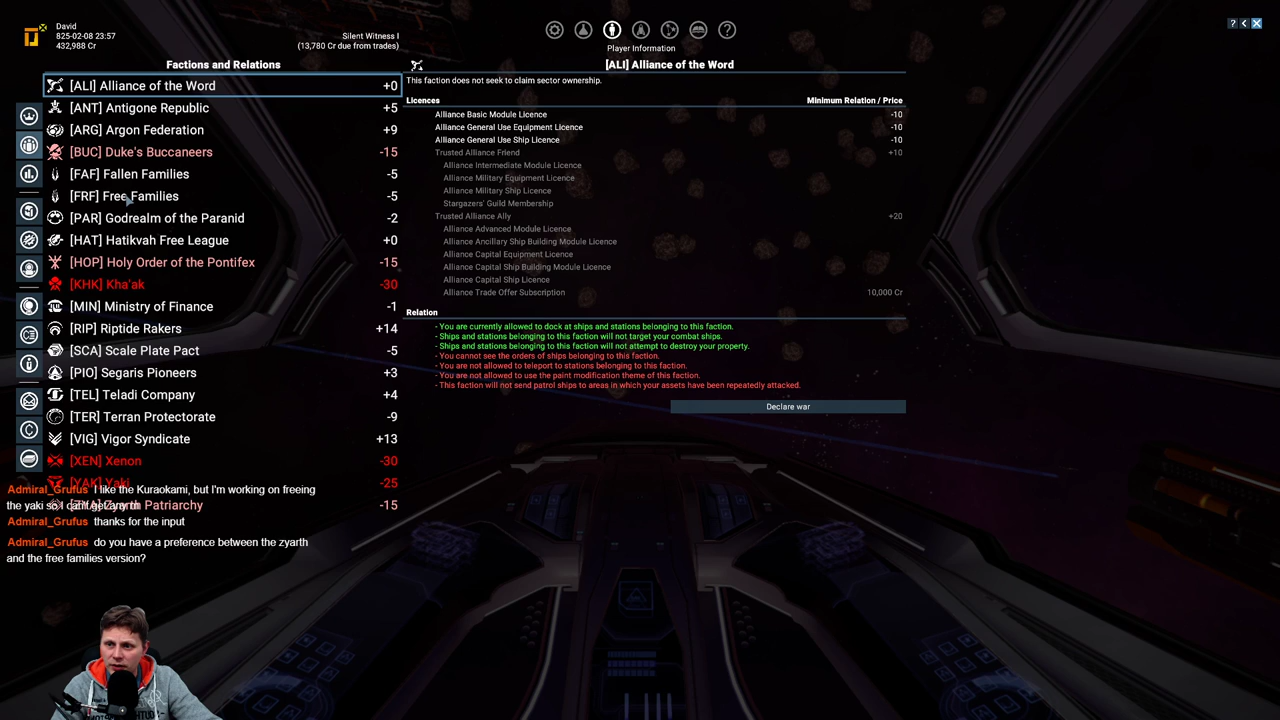 David
825-02-08 23:57
432,988 Cr
Silent Witness I
(13,780 Cr due from trades)
Player Information
Factions and Relations
[ALI] Alliance of the Word +0
[ANT] Antigone Republic +5
[ARG] Argon Federation +9
[BUC] Duke's Buccaneers -15
[FAF] Fallen Families -5
[FRF] Free Families -5
[PAR] Godrealm of the Paranid -2
[HAT] Hatikvah Free League +0
[HOP] Holy Order of the Pontifex -15
[KHK] Kha'ak -30
[MIN] Ministry of Finance -1
[RIP] Riptide Rakers +14
[SCA] Scale Plate Pact -5
[PIO] Segaris Pioneers +3
[TEL] Teladi Company +4
[TER] Terran Protectorate -9
[VIG] Vigor Syndicate +13
[XEN] Xenon -30
[YAK] Yaki -25
Patriarchy -15
Admiral_Grufus I like the Kuraokami, but I'm working on freeing
the yaki so
Admiral_Grufus thanks for the input
Admiral_Grufus do you have a preference between the zyarth
and the free families version?
[ALI] Alliance of the Word
This faction does not seek to claim sector ownership.
Licences Minimum Relation / Price
Alliance Basic Module Licence -10
Alliance General Use Equipment Licence -10
Alliance General Use Ship Licence -10
Trusted Alliance Friend +10
Alliance Intermediate Module Licence
Alliance Military Equipment Licence
Alliance Military Ship Licence
Stargazers' Guild Membership
Trusted Alliance Ally +20
Alliance Advanced Module Licence
Alliance Ancillary Ship Building Module Licence
Alliance Capital Equipment Licence
Alliance Capital Ship Building Module Licence
Alliance Capital Ship Licence
Alliance Trade Offer Subscription 10,000 Cr
Relation
- You are currently allowed to dock at ships and stations belonging to this faction.
- Ships and stations belonging to this faction will not target your combat ships.
- Ships and stations belonging to this faction will not attempt to destroy your property.
- You cannot see the orders of ships belonging to this faction.
- You are not allowed to teleport to stations belonging to this faction.
- You are not allowed to use the paint modification theme of this faction.
- This faction will not send patrol ships to areas in which your assets have been repeatedly attacked.
Declare war